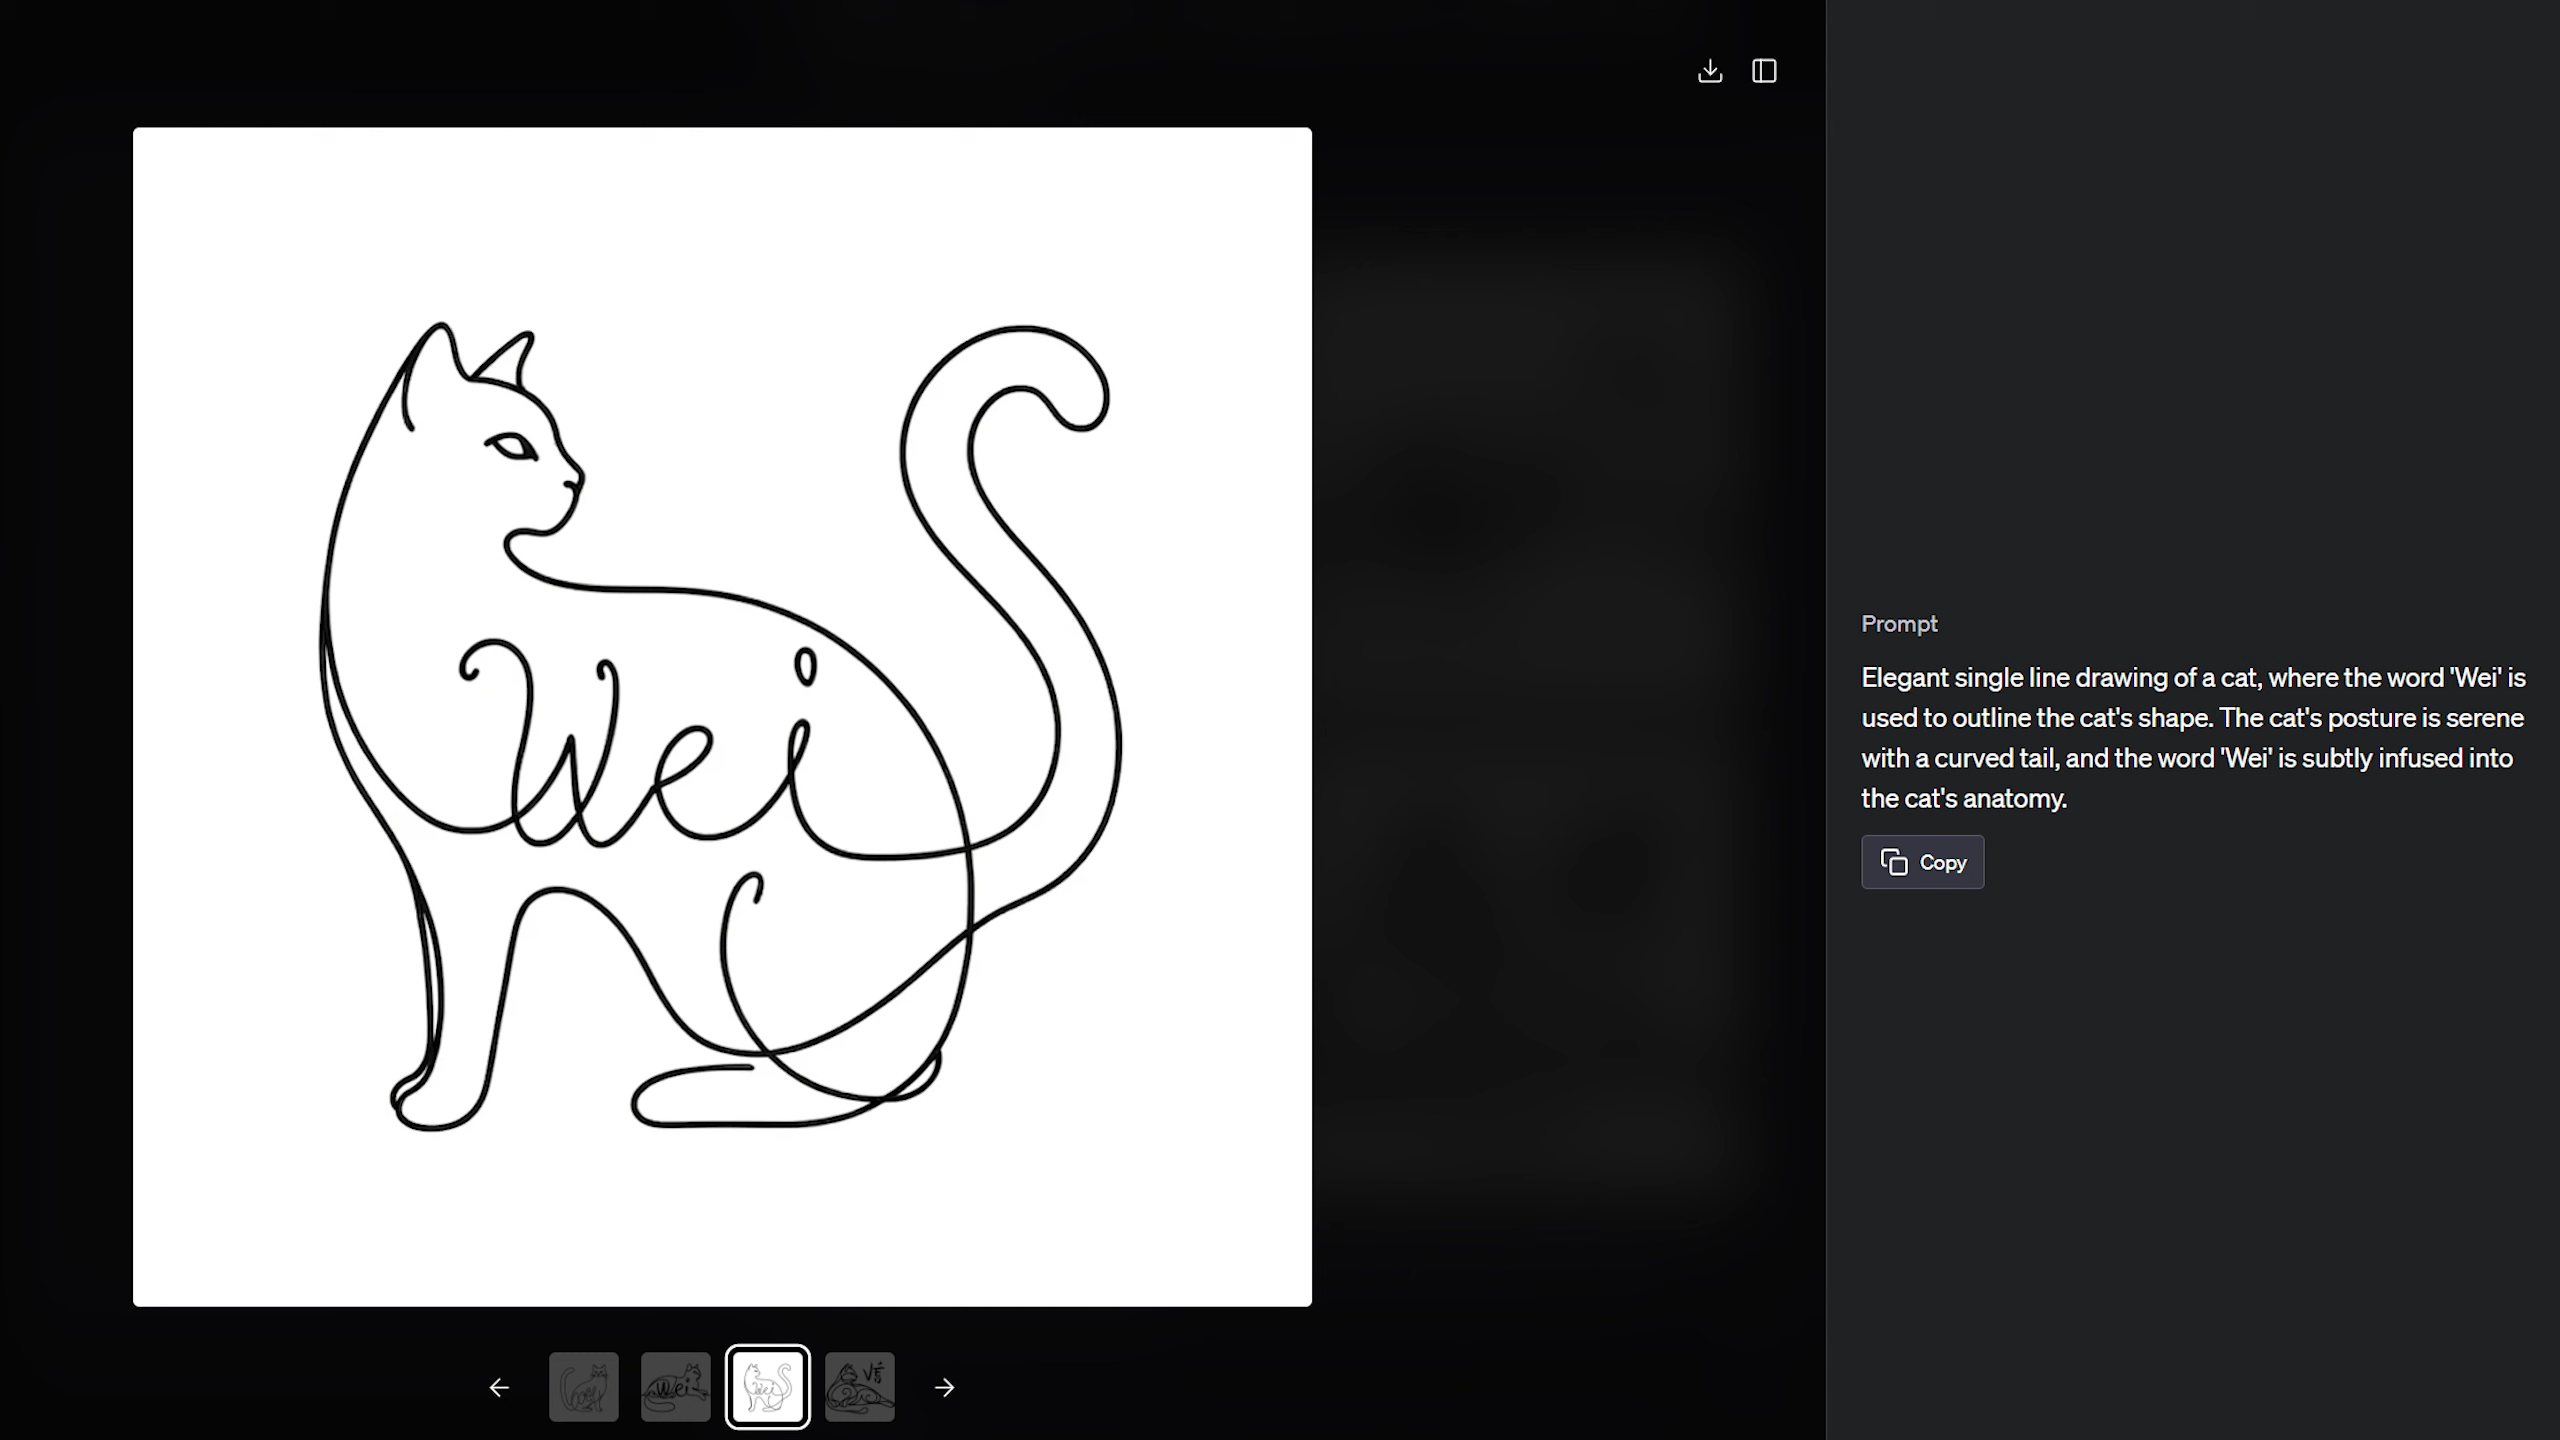 Wei
Prompt
Elegant single line drawing of a cat, where the word 'Wei' is
used to outline the cat's shape. The cat's posture is serene
with a curved tail, and the word 'Wei' is subtly infused into
the cat's anatomy.
Copy
Wei
Wei